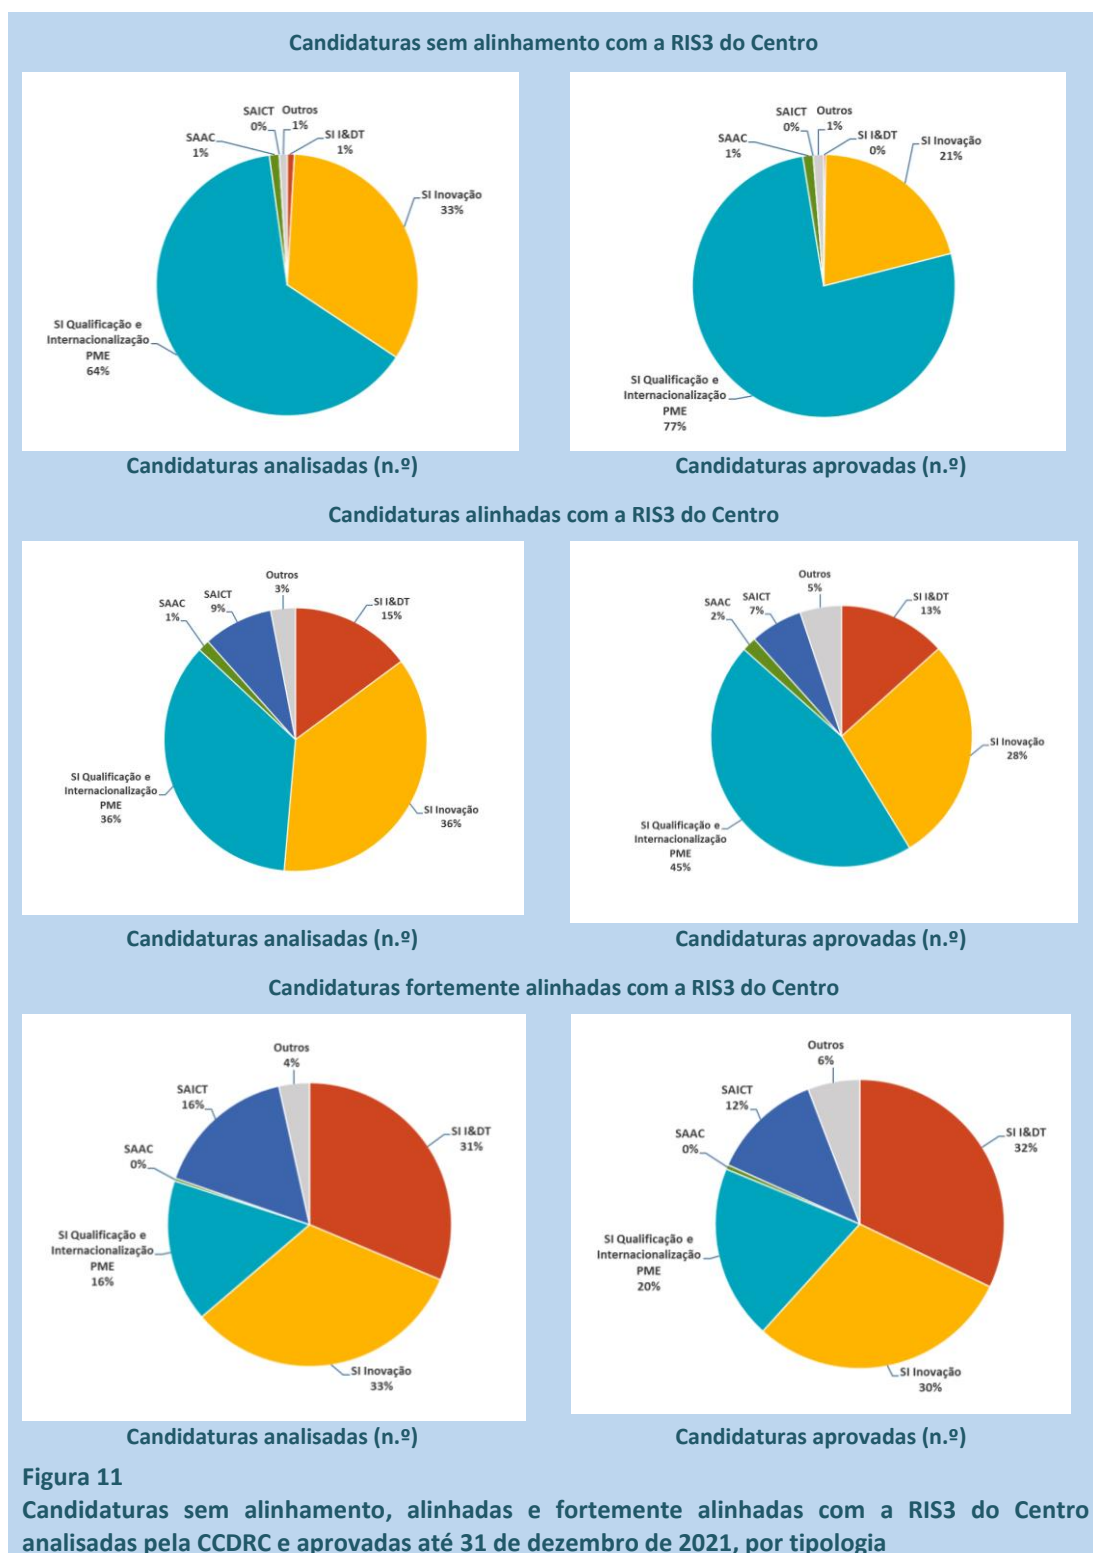 Candidaturas sem alinhamento com a RIS3 do Centro
SAICT
0%
Outros
1%
SAAC
1%
SI I&DT
1%
SI Inovação
33%
SI Qualificação e
Internacionalização
PME
64%
SAICT
0%
Outros
1%
SAAC
1%
SI I&DT
0%
SI Inovação
21%
SI Qualificação e
Internacionalização
PME
77%
Candidaturas analisadas (n.º)
Candidaturas aprovadas (n.º)
Candidaturas alinhadas com a RIS3 do Centro
Outros
3%
SAICT
9%
SAAC
1%
SI I&DT
15%
SI Qualificação e
Internacionalização
PME
36%
SI Inovação
36%
Outros
5%
SAAC
2%
SAICT
7%
SI I&DT
13%
SI Inovação
28%
SI Qualificação e
Internacionalização
PME
45%
Candidaturas analisadas (n.º)
Candidaturas aprovadas (n.º)
Candidaturas fortemente alinhadas com a RIS3 do Centro
Outros
4%
SAICT
16%
SI I&DT
31%
SAAC
0%
SI Qualificação e
Internacionalização
PME
16%
SI Inovação
33%
Outros
6%
SAICT
12%
SAAC
0%
SI I&DT
32%
SI Qualificação e
Internacionalização
PME
20%
SI Inovação
30%
Candidaturas analisadas (n.º)
Candidaturas aprovadas (n.º)
Figura 11
Candidaturas sem alinhamento, alinhadas e fortemente alinhadas com a RIS3 do Centro
analisadas pela CCDRC e aprovadas até 31 de dezembro de 2021, por tipologia